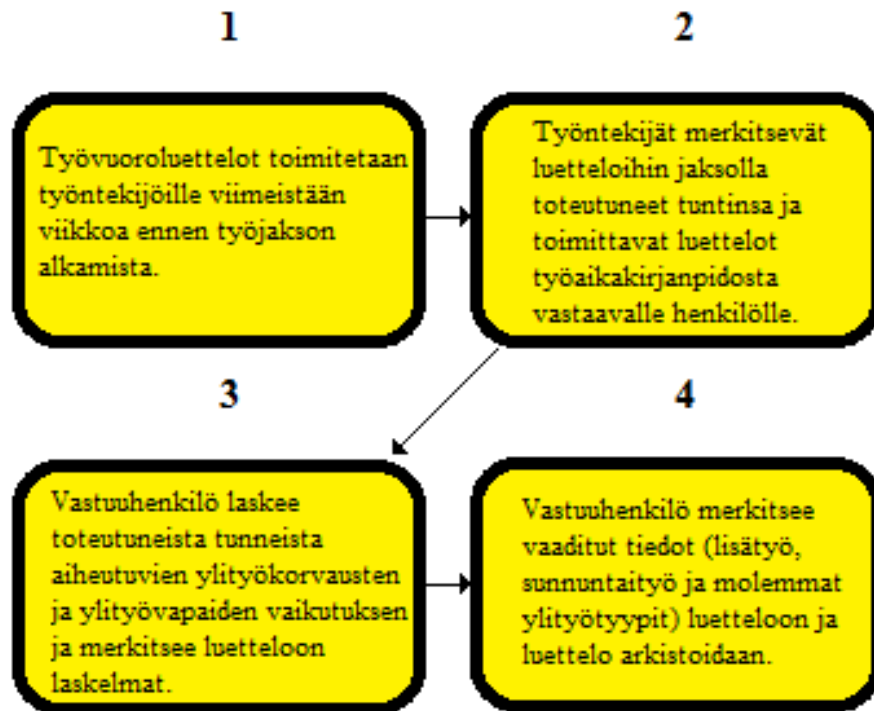 1
Työvuoroluettelot toimitetaan
työntekijöille viimeistään
viikkoa ennen työjakson
alkamista.
2
Työntekijät merkitsevät
luetteloihin jaksolla
toteutuneet tuntinsa ja
toimittavat luettelot
työaikakirjanpidosta
vastaavalle henkilölle.
3
Vastuuhenkilö laskee
toteutuneista tunneista
aiheutuvien ylityökorvausten
ja ylityövapaiden vaikutuksen
ja merkitsee luetteloon
laskelmat.
4
Vastuuhenkilö merkitsee
vaaditut tiedot (lisätyö,
sunnuntaityö ja molemmat
ylityötyypit) luetteloon ja
luettelo arkistoidaan.